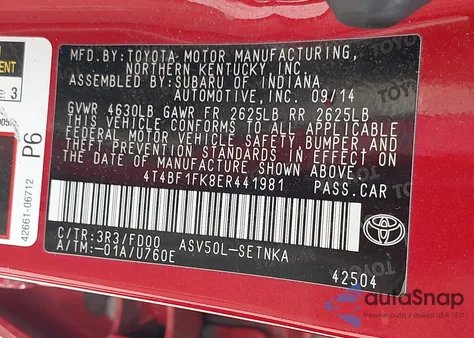 MFD.BY:TOYOTA MOTOR MANUFACTURING,
NORTHERN KENTUCKY INC.
ASSEMBLED BY:SUBARU OF INDIANA
AUTOMOTIVE, INC. 09/14
GVWR 4630LB GAWR FR 2625LB RR 2625LB
THIS VEHICLE CONFORMS TO ALL APPLICABLE
FEDERAL MOTOR VEHICLE SAFETY, BUMPER, AND
THEFT PREVENTION STANDARDS IN EFFECT ON THE
DATE OF MANUFACTURE SHOWN ABOVE.
4T4BF1FK8ER441981 PASS.CAR
C/TR:3R3/FD00 ASV50L-SETNKA
A/TM:-01A/U760E
42504
3
P6
42661-06712
TOYOTA
autaSnap